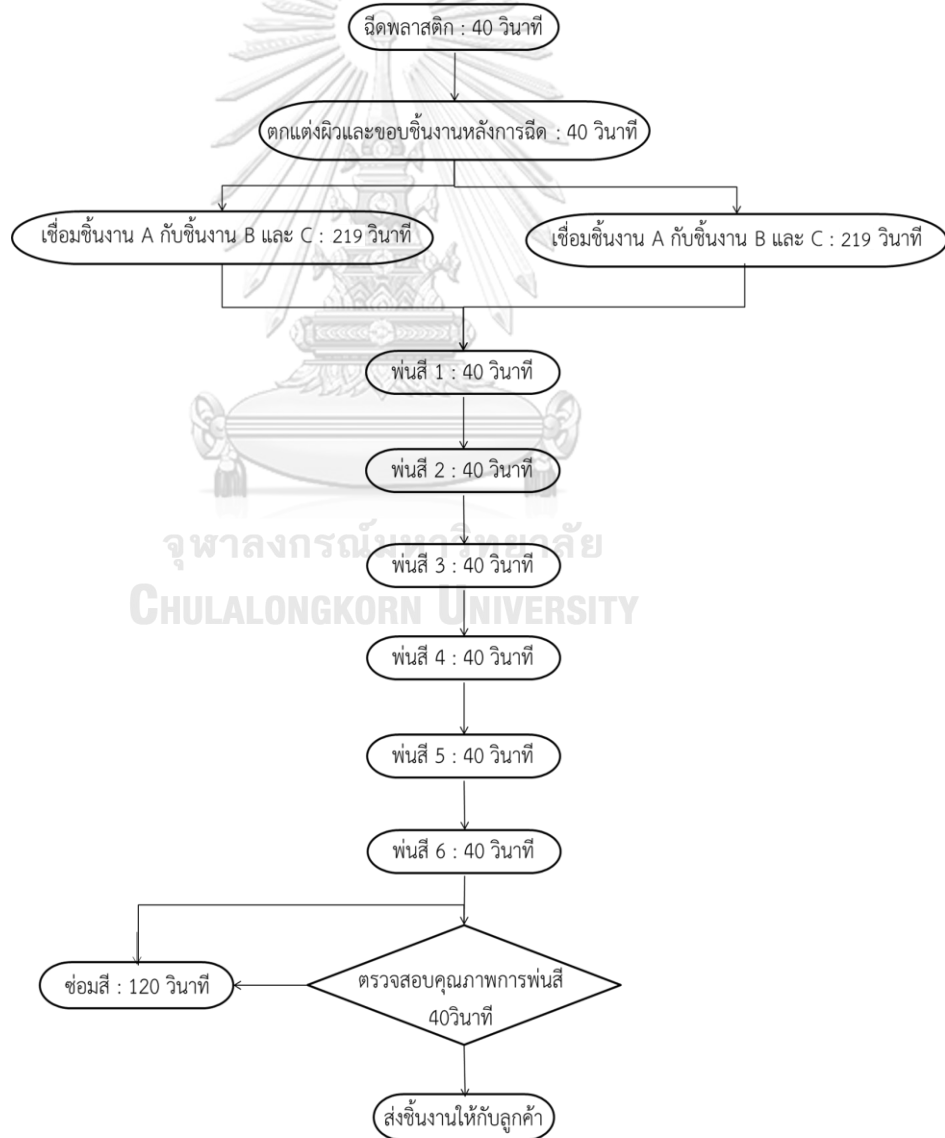 ฉีดพลาสติก : 40 วินาที
ตกแต่งผิวและขอบชิ้นงานหลังการฉีด : 40 วินาที
เชื่อมชิ้นงาน A กับชิ้นงาน B และ C : 219 วินาที
เชื่อมชิ้นงาน A กับชิ้นงาน B และ C : 219 วินาที
พ่นสี 1 : 40 วินาที
พ่นสี 2 : 40 วินาที
จุฬาลงกรณ์มหาวิทยาลัย
พ่นสี 3 : 40 วินาที
CHULALONGKORN UNIVERSITY
พ่นสี 4 : 40 วินาที
พ่นสี 5 : 40 วินาที
พ่นสี 6 : 40 วินาที
ซ่อมสี : 120 วินาที
ตรวจสอบคุณภาพการพ่นสี
40วินาที
ส่งชิ้นงานให้กับลูกค้า